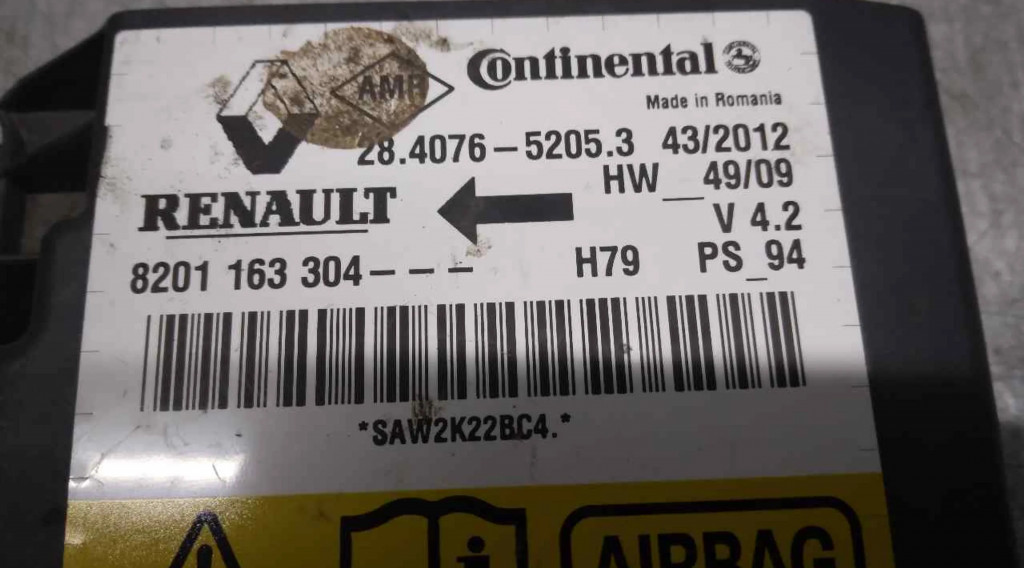 AMP
Continental
Made in Romania
28.4076-5205.3 43/2012
HW__49/09
RENAULT
V 4.2
8201 163 304---
H79 PS_94
*SAW2K22BC4.*
i
AIRBAG